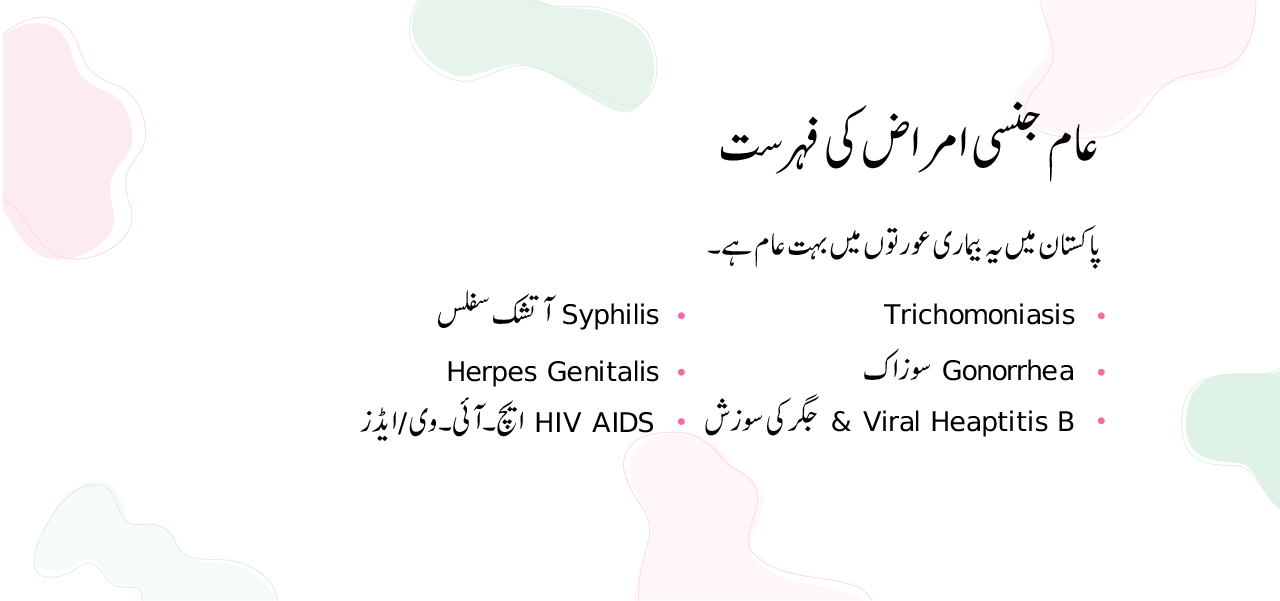 عام جنسی امراض کی فہرست
پاکستان میں یہ بیماری عورتوں میں بہت عام ہے۔
Trichomoniasis
Gonorrhea سوزاک
Viral Heaptitis B & جگر کی سوزش
Syphilis آتشک سفلس
Herpes Genitalis
HIV AIDS ایچ۔آئی۔وی/ایڈز